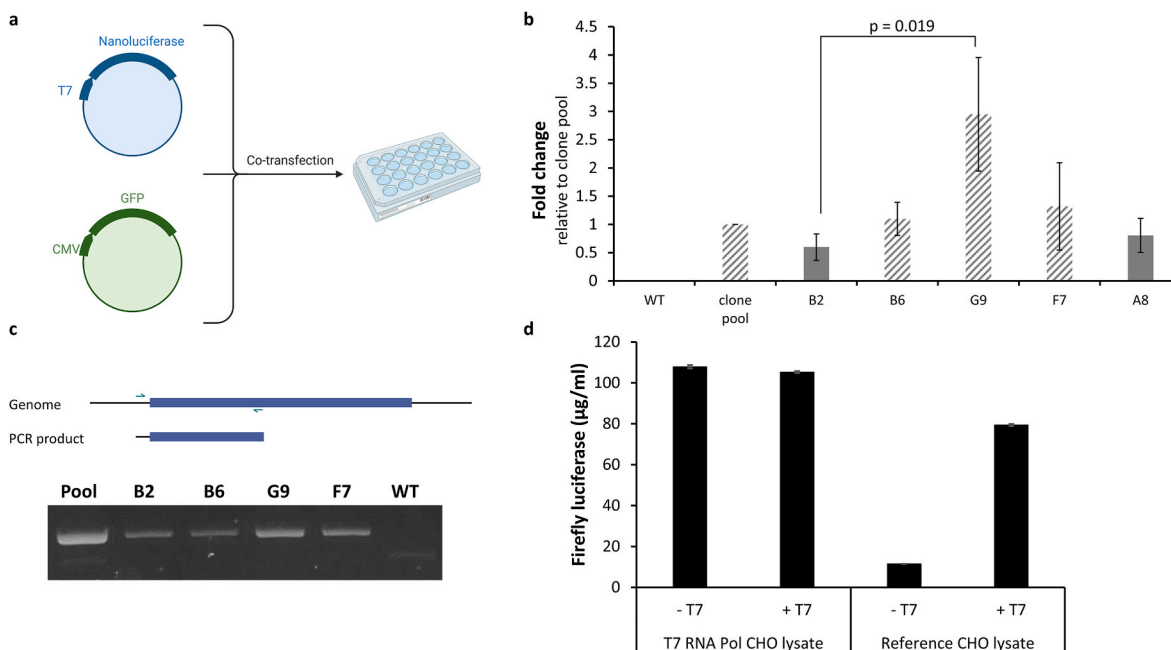 a
Nanoluciferase
T7
GFP
CMV
Co-transfection
b
Fold change
relative to clone pool
4.5
4
3.5
3
2.5
2
1.5
1
0.5
0
p = 0.019
WT
clone
pool
B2
B6
G9
F7
A8
c
Genome
PCR product
Pool B2 B6 G9 F7 WT
d
Firefly luciferase (µg/ml)
120
100
80
60
40
20
0
- T7 + T7 - T7 + T7
T7 RNA Pol CHO lysate Reference CHO lysate